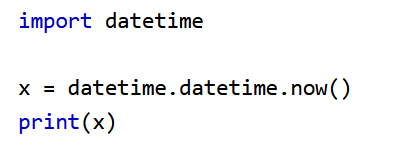 import datetime

x = datetime.datetime.now()
print(x)